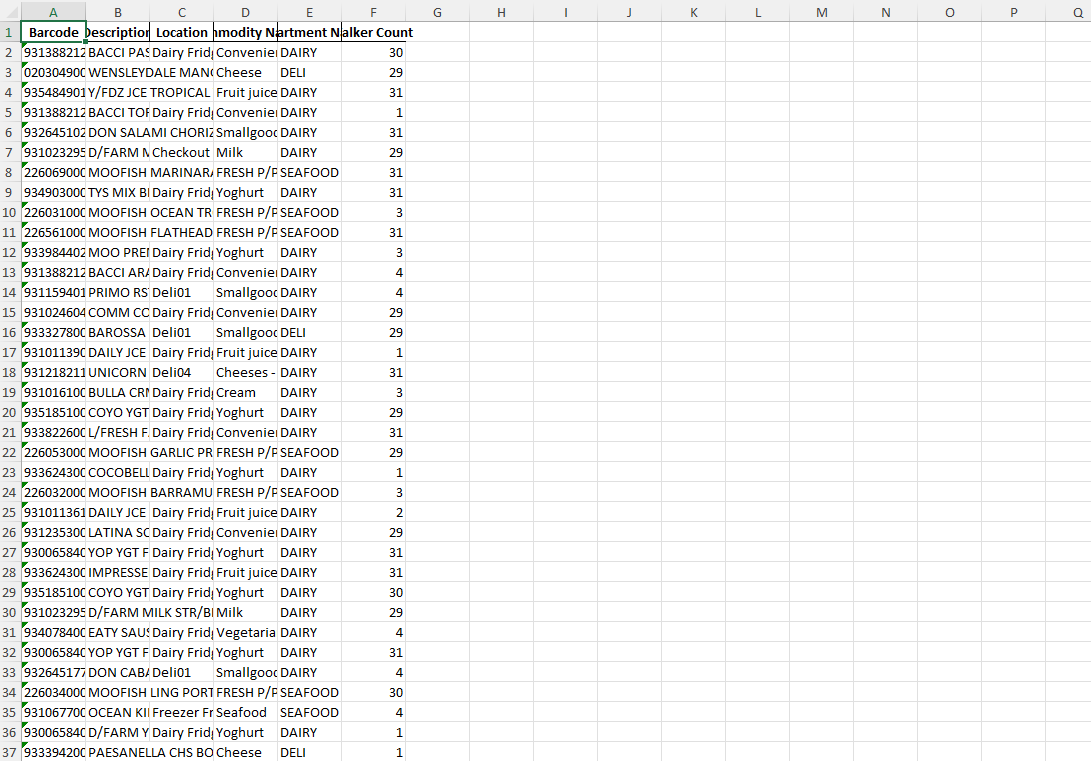 A B C D E F G H I J K L M N O P Q
1 Barcode Description Location mmodity Na artment Na alker Count
2 931388212 BACCI PAS Dairy Fridg Convenien DAIRY 30
3 020304900 WENSLEYDALE MANG Cheese DELI 29
4 935484901 Y/FDZ JCE TROPICAL Fruit juice DAIRY 31
5 931388212 BACCI TOR Dairy Fridg Convenien DAIRY 1
6 932645102 DON SALAMI CHORIZ Smallgood DAIRY 31
7 931023295 D/FARM M Checkout Milk DAIRY 29
8 226069000 MOOFISH MARINARA FRESH P/P SEAFOOD 31
9 934903000 TYS MIX BE Dairy Fridg Yoghurt DAIRY 31
10 226031000 MOOFISH OCEAN TR FRESH P/P SEAFOOD 3
11 226561000 MOOFISH FLATHEAD FRESH P/P SEAFOOD 31
12 933984402 MOO PREM Dairy Fridg Yoghurt DAIRY 3
13 931388212 BACCI ARA Dairy Fridg Convenien DAIRY 4
14 931159401 PRIMO RST Deli01 Smallgood DAIRY 4
15 931024604 COMM CO Dairy Fridg Convenien DAIRY 29
16 933327800 BAROSSA Deli01 Smallgood DELI 29
17 931011390 DAILY JCE Dairy Fridg Fruit juice DAIRY 1
18 931218211 UNICORN Deli04 Cheeses - DAIRY 31
19 931016100 BULLA CRM Dairy Fridg Cream DAIRY 3
20 935185100 COYO YGT Dairy Fridg Yoghurt DAIRY 29
21 933822600 L/FRESH F Dairy Fridg Convenien DAIRY 31
22 226053000 MOOFISH GARLIC PR FRESH P/P SEAFOOD 29
23 933624300 COCOBELL Dairy Fridg Yoghurt DAIRY 1
24 226032000 MOOFISH BARRAMU FRESH P/P SEAFOOD 3
25 931011361 DAILY JCE Dairy Fridg Fruit juice DAIRY 2
26 931235300 LATINA SC Dairy Fridg Convenien DAIRY 29
27 930065840 YOP YGT F Dairy Fridg Yoghurt DAIRY 31
28 933624300 IMPRESSE Dairy Fridg Fruit juice DAIRY 31
29 935185100 COYO YGT Dairy Fridg Yoghurt DAIRY 30
30 931023295 D/FARM MILK STR/BE Milk DAIRY 29
31 934078400 EATY SAUS Dairy Fridg Vegetaria DAIRY 4
32 930065840 YOP YGT F Dairy Fridg Yoghurt DAIRY 31
33 932645177 DON CABA Deli01 Smallgood DAIRY 4
34 226034000 MOOFISH LING PORT FRESH P/P SEAFOOD 30
35 931067700 OCEAN KIN Freezer Fr Seafood SEAFOOD 4
36 930065840 D/FARM Y Dairy Fridg Yoghurt DAIRY 1
37 933394200 PAESANELLA CHS BO Cheese DELI 1